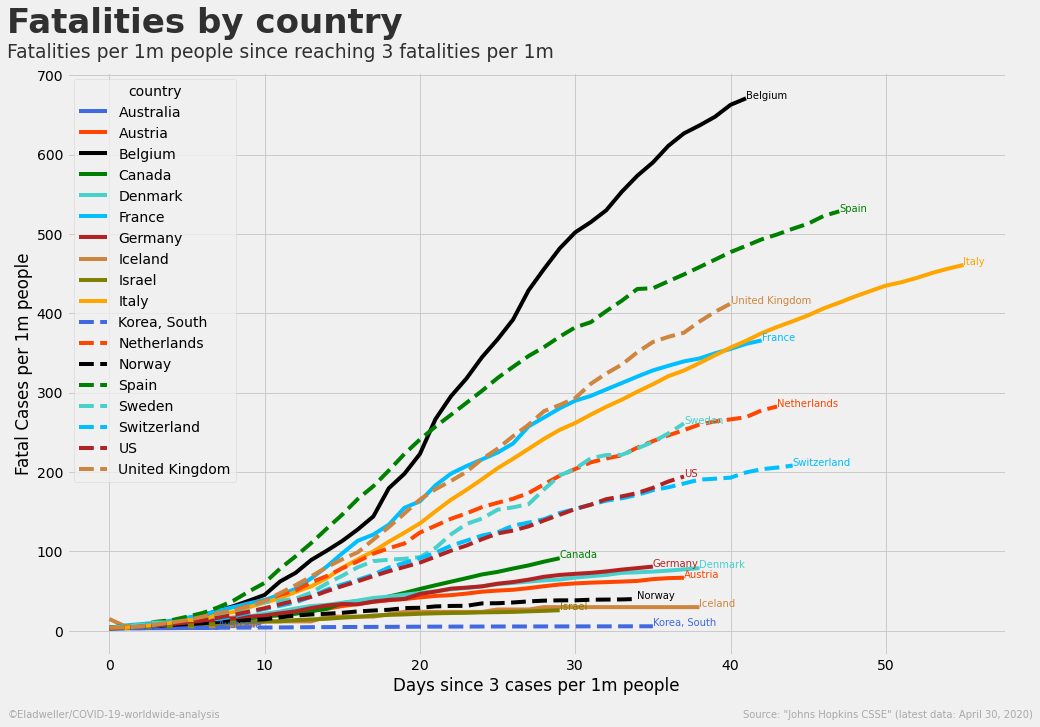 Fatalities by country
Fatalities per 1m people since reaching 3 fatalities per 1m
700
600
500
400
300
200
100
0
Fatal Cases per 1m people
country
Australia
Austria
Belgium
Canada
Denmark
France
Germany
Iceland
Israel
Italy
Korea, South
Netherlands
Norway
Spain
Sweden
Switzerland
US
United Kingdom
Belgium
Spain
Italy
United Kingdom
France
Netherlands
Sweden
Switzerland
US
Canada
Germany
Denmark
Austria
Norway
Iceland
Israel
Korea, South
0
10
20
30
40
50
Days since 3 cases per 1m people
©Eladweller/COVID-19-worldwide-analysis
Source: "Johns Hopkins CSSE" (latest data: April 30, 2020)